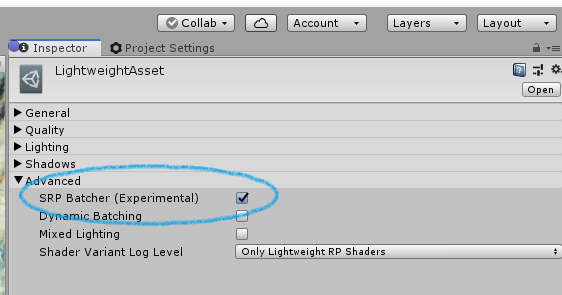 Collab Account Layers Layout
Inspector Project Settings
LightweightAsset
Open
General
Quality
Lighting
Shadows
Advanced
SRP Batcher (Experimental)
Dynamic Batching
Mixed Lighting
Shader Variant Log Level Only Lightweight RP Shaders